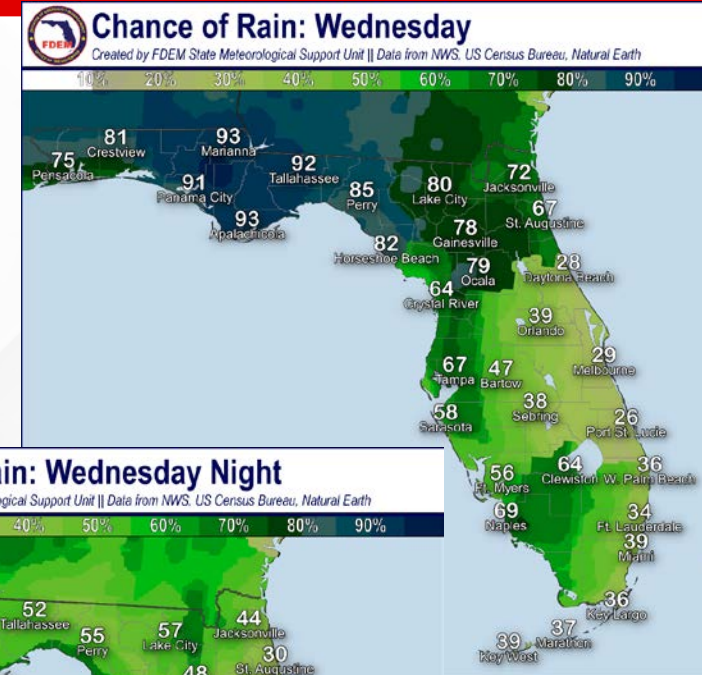 FDEM
Chance of Rain: Wednesday
Created by FDEM State Meteorological Support Unit || Data from NWS, US Census Bureau, Natural Earth
10% 20% 30% 40% 50% 60% 70% 80% 90%
81
Crestview
93
Marianna
75
Pensacola
92
Tallahassee
91
Panama City
85
Perry
80
Lake City
72
Jacksonville
93
Apalachicola
67
St. Augustine
78
Gainesville
82
Horseshoe Beach
79
Ocala
28
Daytona Beach
64
Crystal River
39
Orlando
67
Tampa
47
Bartow
29
Melbourne
58
Sarasota
38
Sebring
26
Port St. Lucie
56
Ft. Myers
64
Clewiston
36
W. Palm Beach
69
Naples
34
Ft. Lauderdale
39
Miami
36
Key Largo
37
Marathon
39
Key West
in: Wednesday Night
gical Support Unit || Data from NWS, US Census Bureau, Natural Earth
40% 50% 60% 70% 80% 90%
52
Tallahassee
55
Perry
57
Lake City
44
Jacksonville
30
St. Augustine
48